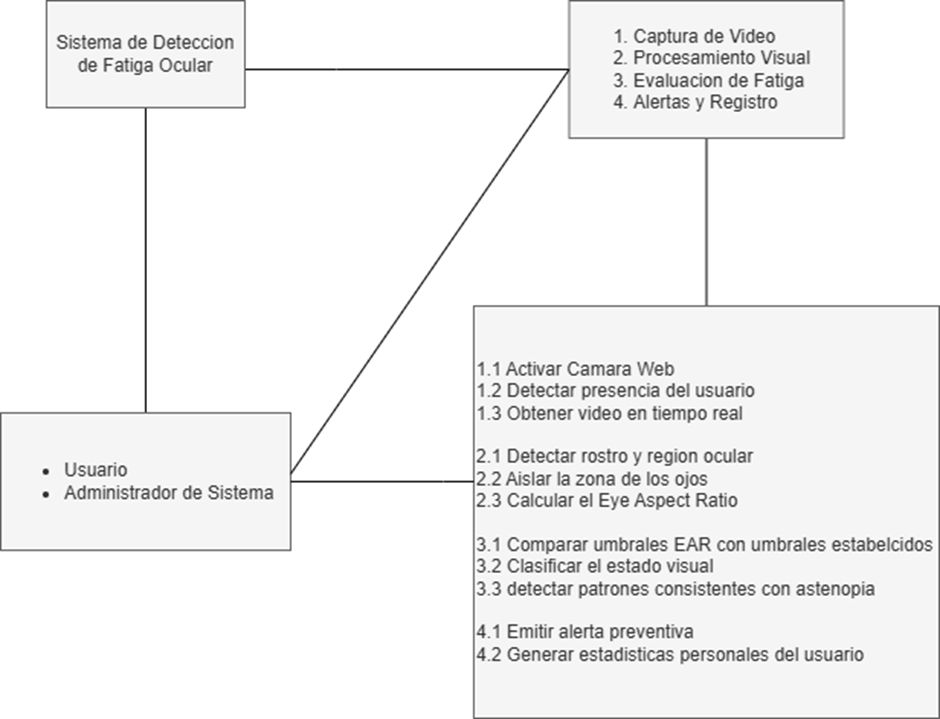 Sistema de Deteccion
de Fatiga Ocular
1. Captura de Video
2. Procesamiento Visual
3. Evaluacion de Fatiga
4. Alertas y Registro
• Usuario
• Administrador de Sistema
1.1 Activar Camara Web
1.2 Detectar presencia del usuario
1.3 Obtener video en tiempo real
2.1 Detectar rostro y region ocular
2.2 Aislar la zona de los ojos
2.3 Calcular el Eye Aspect Ratio
3.1 Comparar umbrales EAR con umbrales estabelcidos
3.2 Clasificar el estado visual
3.3 detectar patrones consistentes con astenopia
4.1 Emitir alerta preventiva
4.2 Generar estadisticas personales del usuario